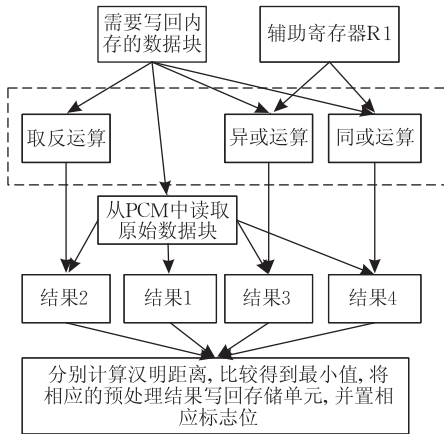 需要写回内
存的数据块
辅助寄存器R1
取反运算
异或运算
同或运算
从PCM中读取
原始数据块
结果2
结果1
结果3
结果4
分别计算汉明距离, 比较得到最小值, 将
相应的预处理结果写回存储单元, 并置相
应标志位